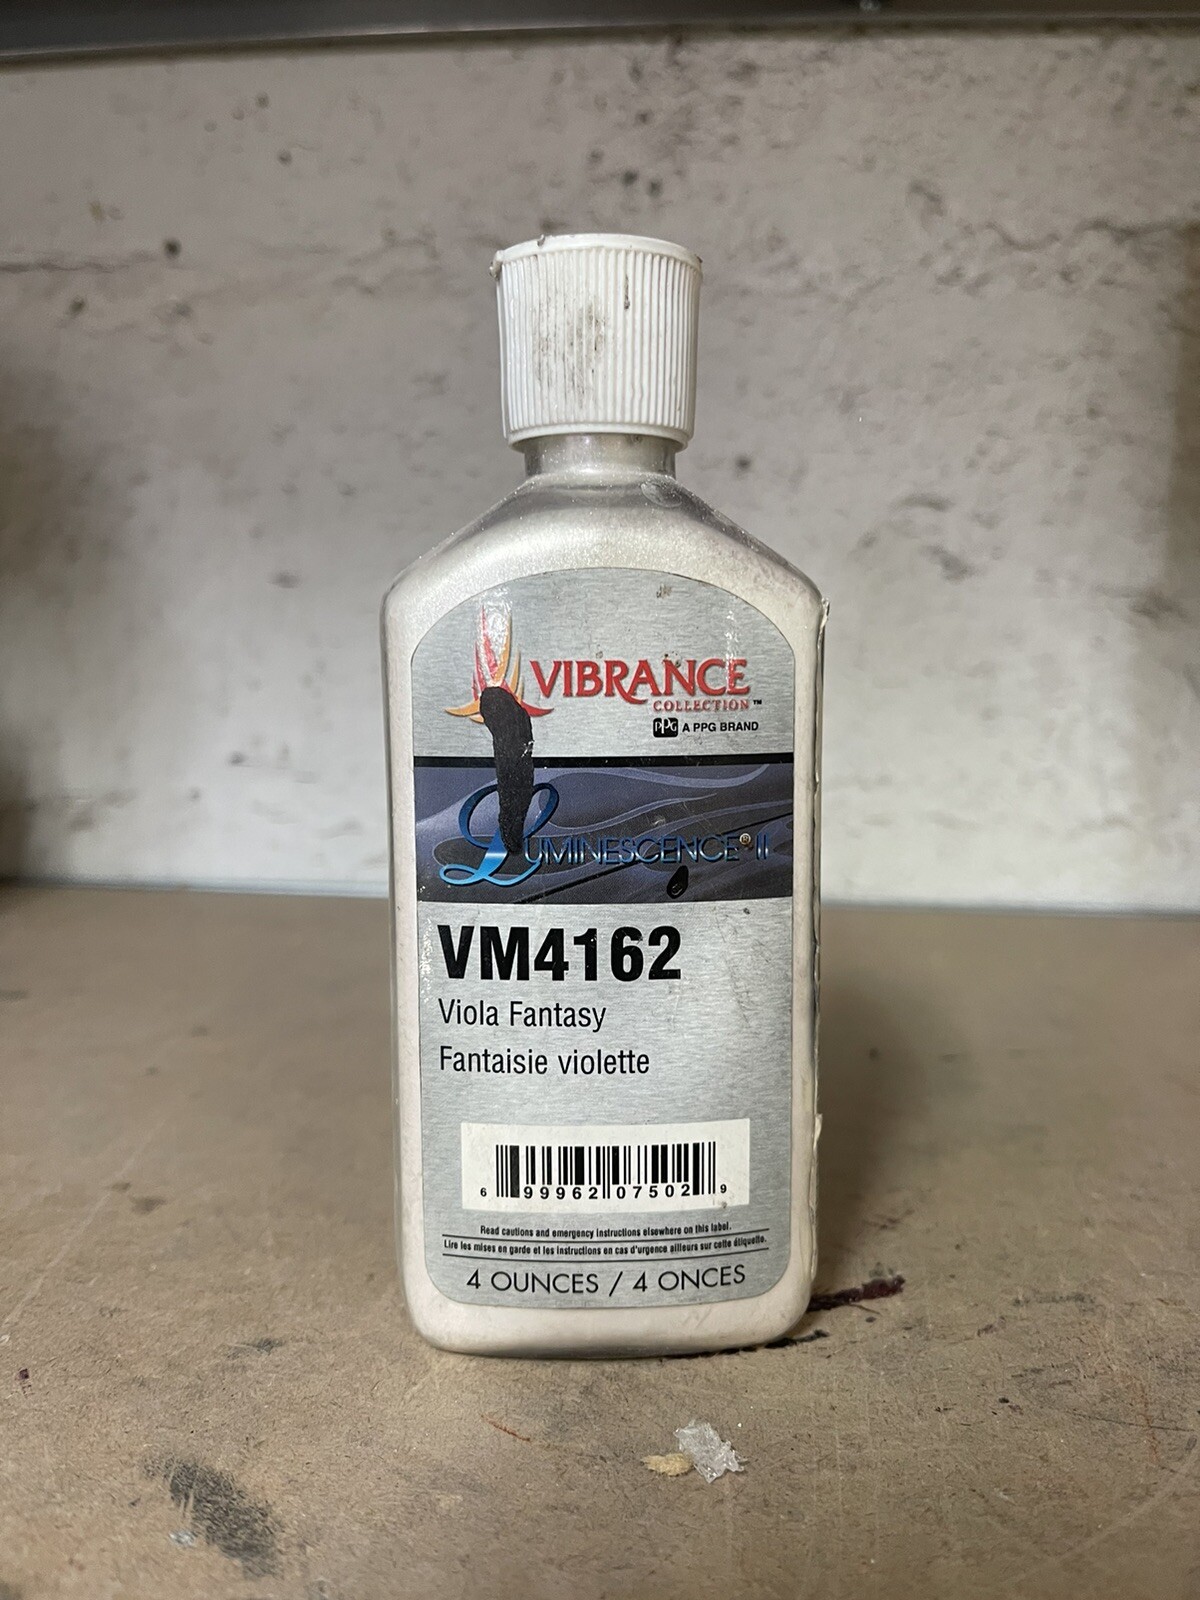 VIBRANCE
COLLECTION™
PPG A PPG BRAND
LUMINESCENCE® II
VM4162
Viola Fantasy
Fantaisie violette
6 99962 07502 9
Read cautions and emergency instructions elsewhere on this label.
Lire les mises en garde et les instructions en cas d'urgence ailleurs sur cette étiquette.
4 OUNCES / 4 ONCES